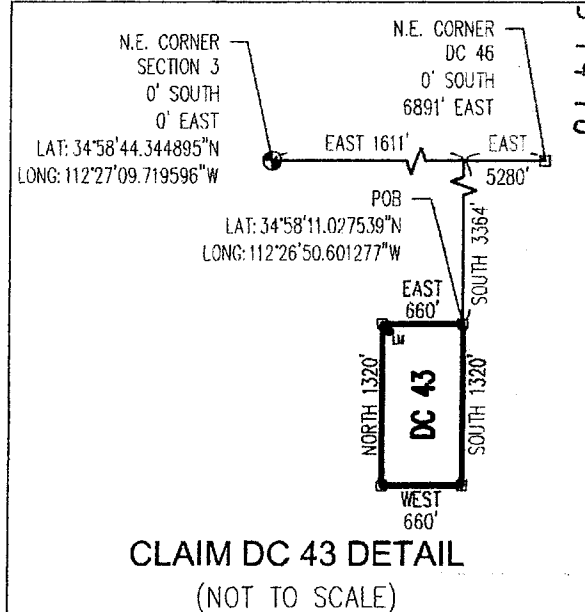 N.E. CORNER
SECTION 3
0' SOUTH
0' EAST
LAT: 34°58'44.344895"N
LONG: 112°27'09.719596"W
N.E. CORNER
DC 46
0' SOUTH
6891' EAST
EAST 1611'
EAST
5280'
POB
LAT: 34°58'11.027539"N
LONG: 112°26'50.601277"W
SOUTH 3364'
EAST
660'
LM
NORTH 1320'
DC 43
SOUTH 1320'
WEST
660'
CLAIM DC 43 DETAIL
(NOT TO SCALE)